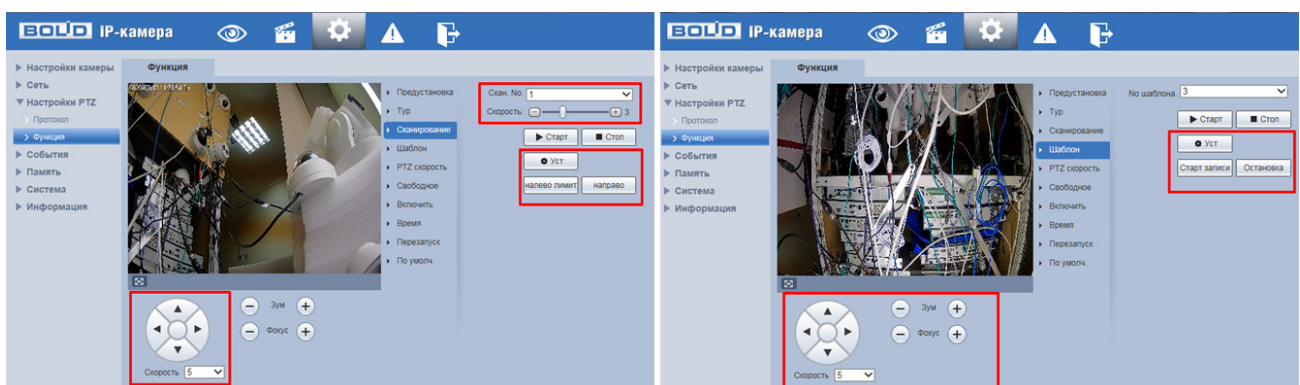 BOLID IP-камера
Настройки камеры
Сеть
Настройки PTZ
Протокол
Функция
События
Память
Система
Информация
Функция
Предустановка
Тур
Сканирование
Шаблон
PTZ скорость
Свободное
Включить
Время
Перезапуск
По умолч.
Скан. No. 1
Скорость: 3
Старт Стоп
Уст
налево лимит направо
Зум
Фокус
Скорость 5
BOLID IP-камера
Настройки камеры
Сеть
Настройки PTZ
Протокол
Функция
События
Память
Система
Информация
Функция
Предустановка
Тур
Сканирование
Шаблон
PTZ скорость
Свободное
Включить
Время
Перезапуск
По умолч.
No шаблона 3
Старт Стоп
Уст
Старт записи Остановка
Зум
Фокус
Скорость 5